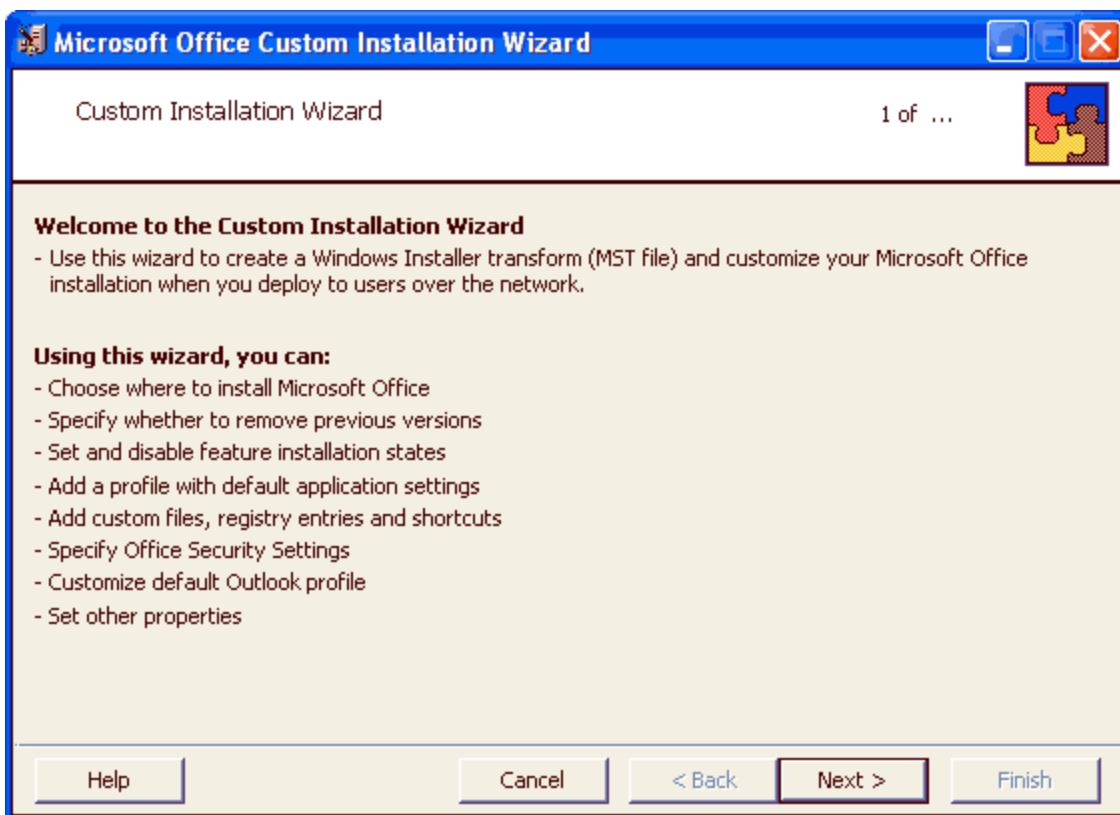 Microsoft Office Custom Installation Wizard
Custom Installation Wizard
1 of ...
Welcome to the Custom Installation Wizard
- Use this wizard to create a Windows Installer transform (MST file) and customize your Microsoft Office
installation when you deploy to users over the network.
Using this wizard, you can:
- Choose where to install Microsoft Office
- Specify whether to remove previous versions
- Set and disable feature installation states
- Add a profile with default application settings
- Add custom files, registry entries and shortcuts
- Specify Office Security Settings
- Customize default Outlook profile
- Set other properties
Help Cancel < Back Next > Finish